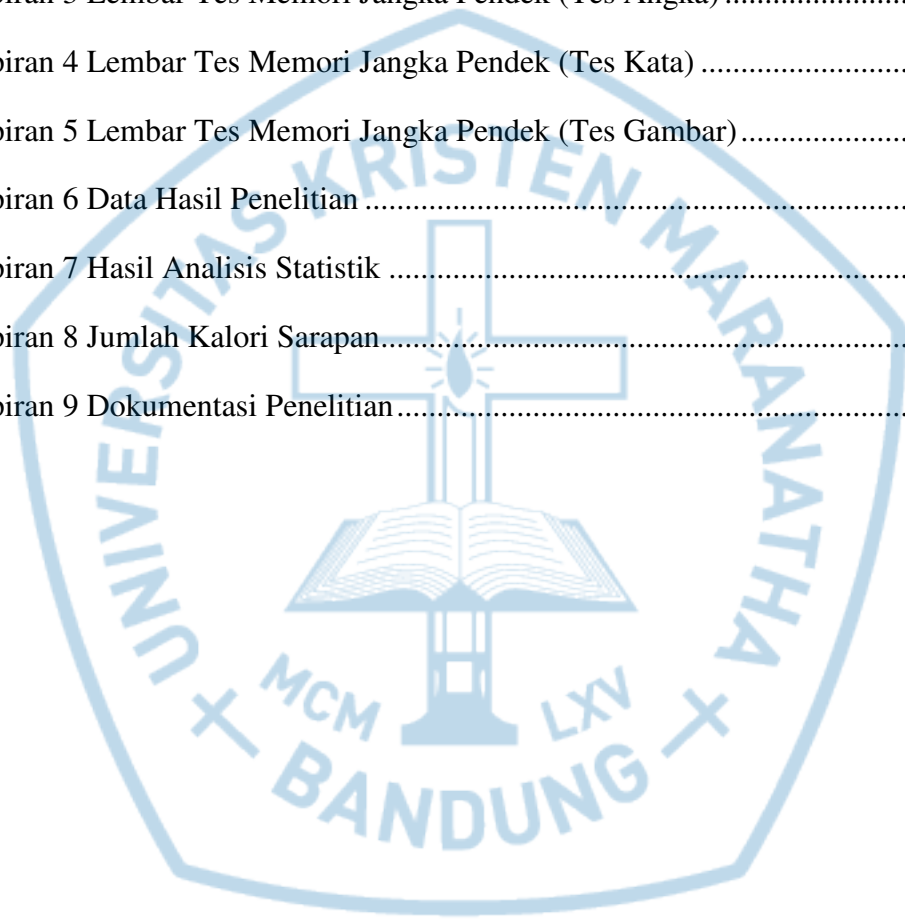 piran 3 Lembar Tes Memori Jangka Pendek (Tes Angka) ........................
piran 4 Lembar Tes Memori Jangka Pendek (Tes Kata) ...........................
piran 5 Lembar Tes Memori Jangka Pendek (Tes Gambar) ......................
piran 6 Data Hasil Penelitian ....................................................................
piran 7 Hasil Analisis Statistik .................................................................
piran 8 Jumlah Kalori Sarapan..................................................................
piran 9 Dokumentasi Penelitian ................................................................
UNIVERSITAS KRISTEN MARANATHA
MCM LXV
BANDUNG